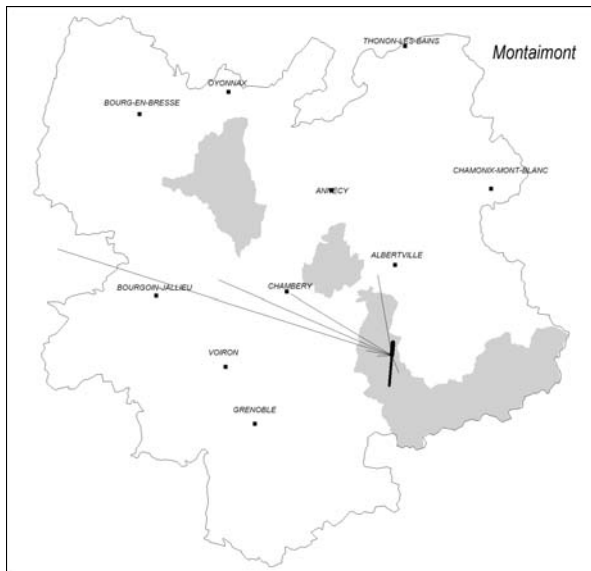 THONON-LES-BAINS
Montaimont
OYONNAX
BOURG-EN-BRESSE
CHAMONIX-MONT-BLANC
ANNECY
ALBERTVILLE
CHAMBERY
BOURGOIN-JALLIEU
VOIRON
GRENOBLE